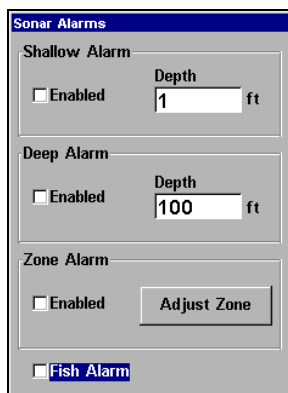 Sonar Alarms
Shallow Alarm
Depth
Enabled
1 ft
Deep Alarm
Depth
Enabled
100 ft
Zone Alarm
Enabled
Adjust Zone
Fish Alarm